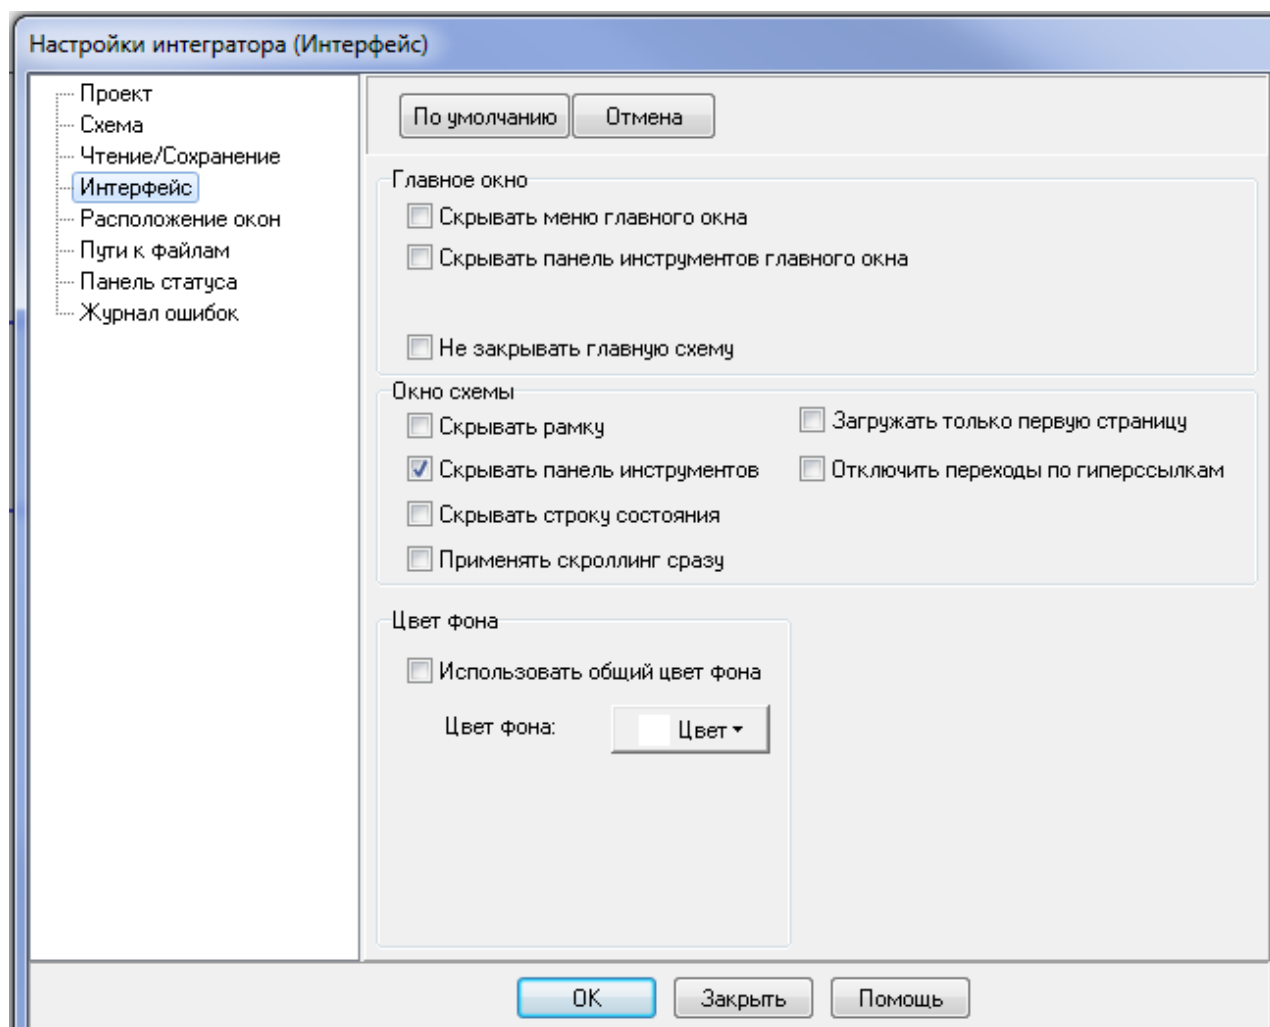 Настройки интегратора (Интерфейс)
Проект
Схема
Чтение/Сохранение
Интерфейс
Расположение окон
Пути к файлам
Панель статуса
Журнал ошибок
По умолчанию Отмена
Главное окно
Скрывать меню главного окна
Скрывать панель инструментов главного окна
Не закрывать главную схему
Окно схемы
Скрывать рамку Загружать только первую страницу
Скрывать панель инструментов Отключить переходы по гиперссылкам
Скрывать строку состояния
Применять скроллинг сразу
Цвет фона
Использовать общий цвет фона
Цвет фона: Цвет
OK Закрыть Помощь